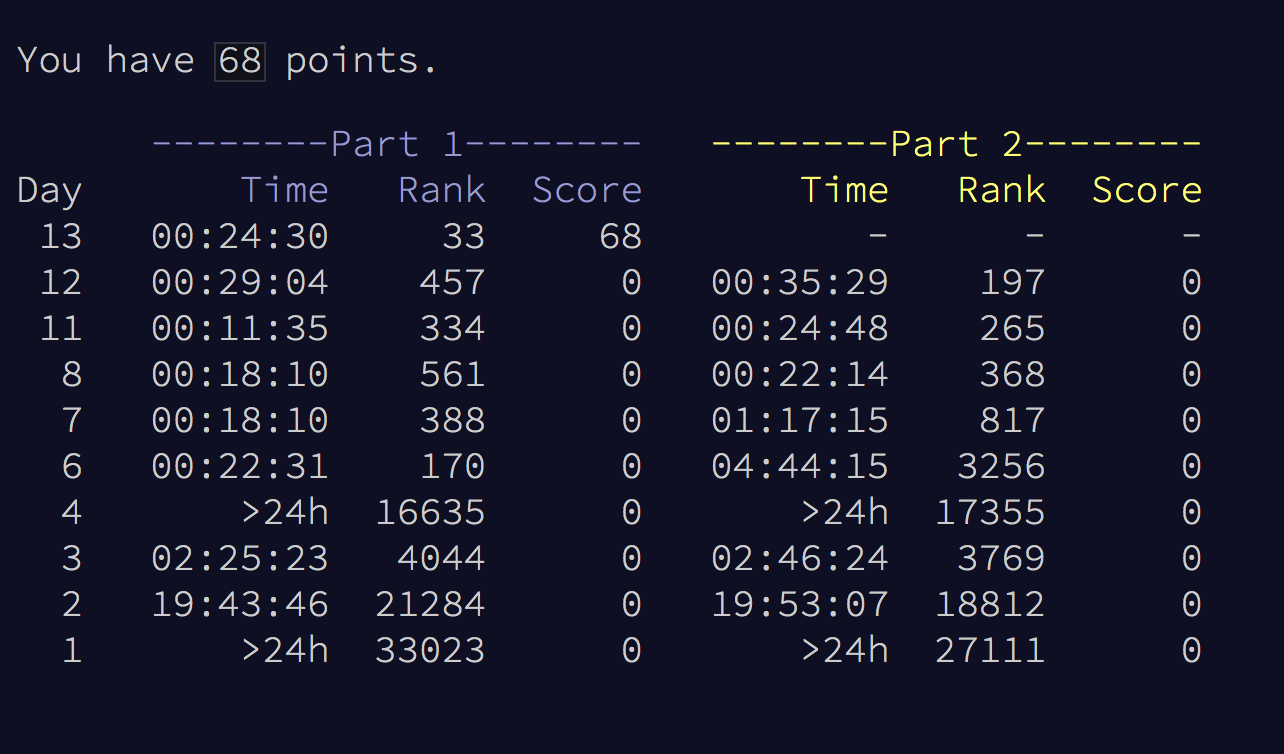 You have 68 points.
--------Part 1-------- --------Part 2--------
Day Time Rank Score Time Rank Score
13 00:24:30 33 68 - - -
12 00:29:04 457 0 00:35:29 197 0
11 00:11:35 334 0 00:24:48 265 0
8 00:18:10 561 0 00:22:14 368 0
7 00:18:10 388 0 01:17:15 817 0
6 00:22:31 170 0 04:44:15 3256 0
4 >24h 16635 0 >24h 17355 0
3 02:25:23 4044 0 02:46:24 3769 0
2 19:43:46 21284 0 19:53:07 18812 0
1 >24h 33023 0 >24h 27111 0